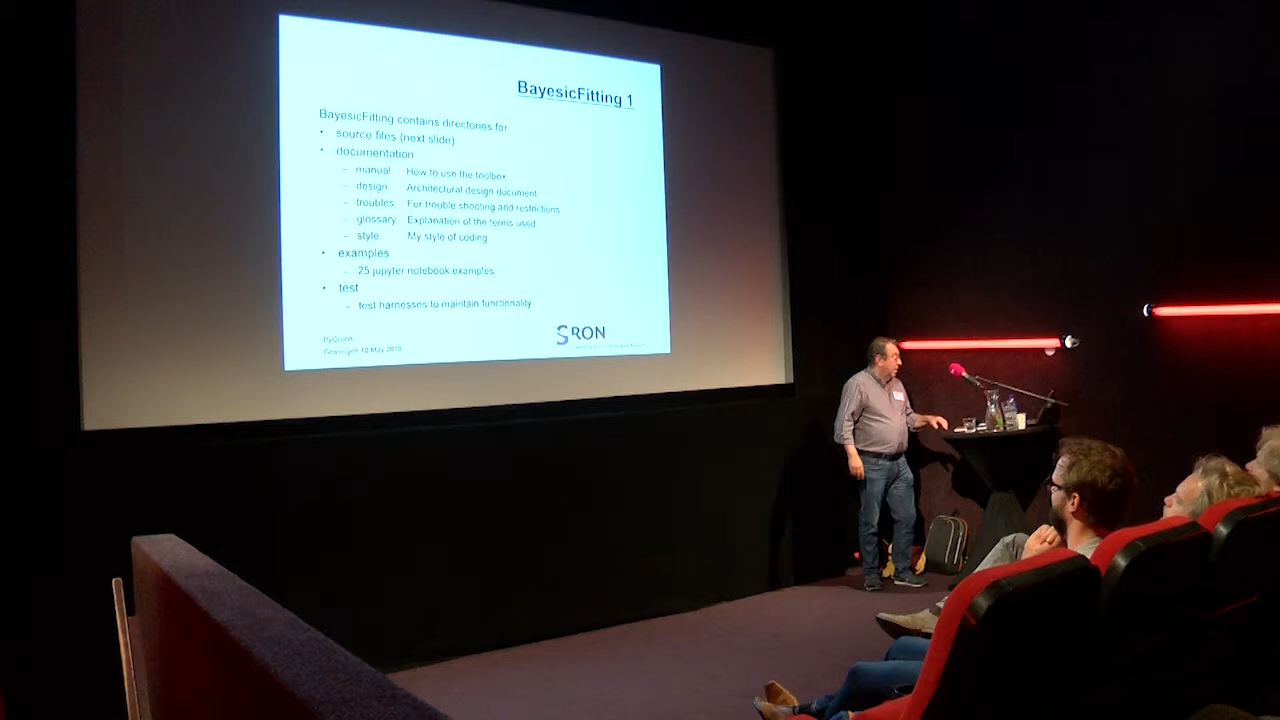 BayesicFitting 1
BayesicFitting contains directories for
• source files (next slide)
• documentation
– manual How to use the toolbox
– design Architectural design document
– troubles For trouble shooting and restrictions
– glossary Explanation of the terms used
– style My style of coding
• examples
– 25 jupyter notebook examples
• test
– test harnesses to maintain functionality
PyGrunn
Groningen 10 May 2019
SRON